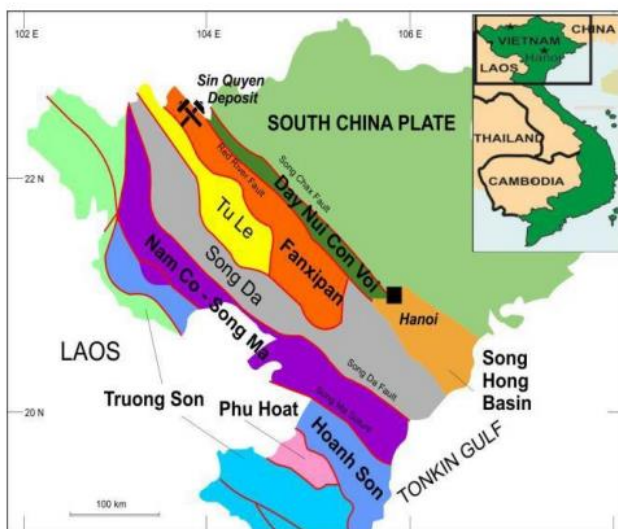 102 E
104 E
106 E
Sin Quyen
Deposit
SOUTH CHINA PLATE
VIETNAM
CHINA
Hanoi
LAOS
THAILAND
CAMBODIA
22 N
Red River Fault
Song Chax Fault
Day Nui Con Voi
Tu Le
Fanxipan
Song Da
Nam Co - Song Ma
Hanoi
LAOS
Song Da Fault
Song
Hong
Basin
Truong Son
Song Ma Suture
20 N
Phu Hoat
Hoanh Son
TONKIN GULF
100 km